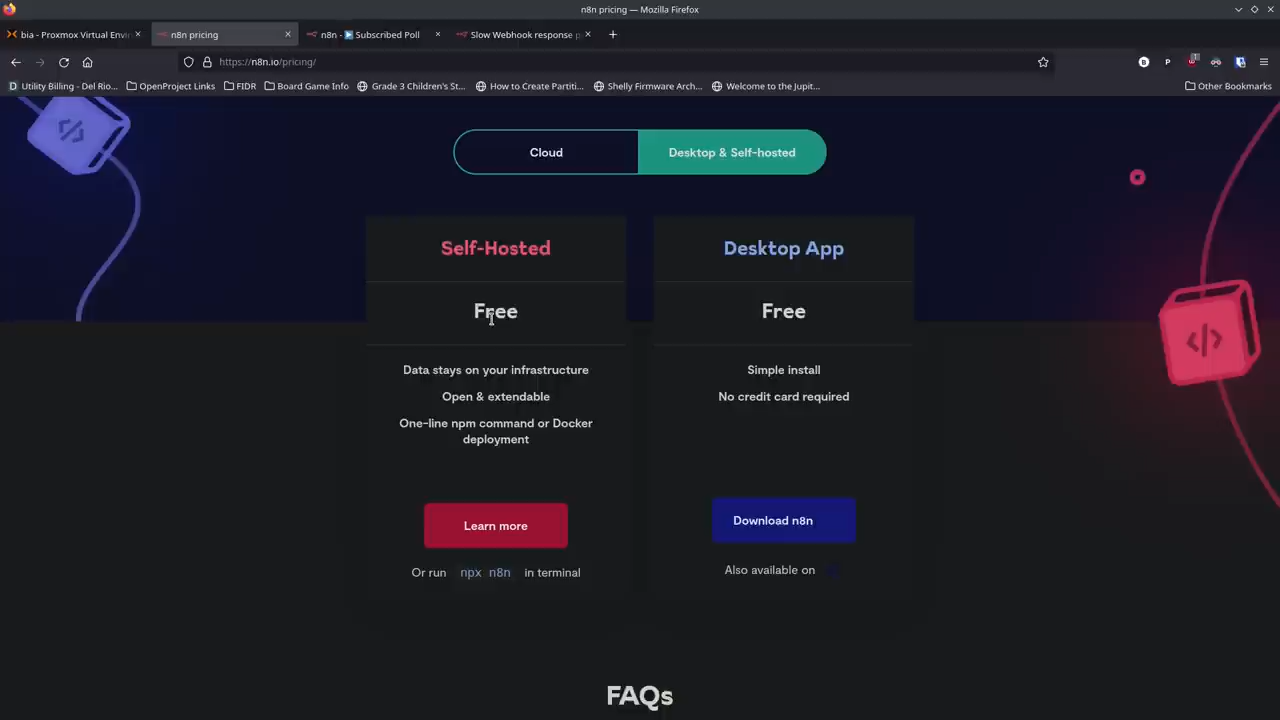 n8n pricing — Mozilla Firefox
bia - Proxmox Virtual Envi
n8n pricing
n8n - ▶ Subscribed Poll
Slow Webhook response p
https://n8n.io/pricing/
Utility Billing - Del Rio...
OpenProject Links
FIDR
Board Game Info
Grade 3 Children's St...
How to Create Partiti...
Shelly Firmware Arch...
Welcome to the Jupit...
Other Bookmarks
Cloud
Desktop & Self-hosted
Self-Hosted
Free
Data stays on your infrastructure
Open & extendable
One-line npm command or Docker
deployment
Learn more
Or run npx n8n in terminal
Desktop App
Free
Simple install
No credit card required
Download n8n
Also available on
FAQs